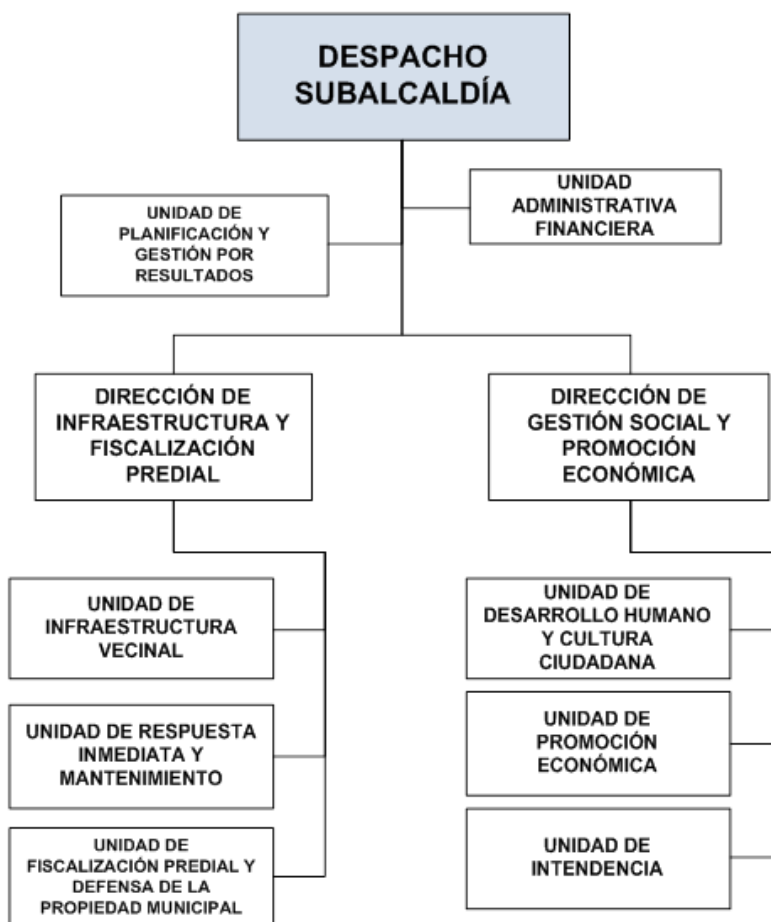 DESPACHO
SUBALCALDÍA
UNIDAD
ADMINISTRATIVA
FINANCIERA
UNIDAD DE
PLANIFICACIÓN Y
GESTIÓN POR
RESULTADOS
DIRECCIÓN DE
INFRAESTRUCTURA Y
FISCALIZACIÓN
PREDIAL
DIRECCIÓN DE
GESTIÓN SOCIAL Y
PROMOCIÓN
ECONÓMICA
UNIDAD DE
INFRAESTRUCTURA
VECINAL
UNIDAD DE RESPUESTA
INMEDIATA Y
MANTENIMIENTO
UNIDAD DE
FISCALIZACIÓN PREDIAL Y
DEFENSA DE LA
PROPIEDAD MUNICIPAL
UNIDAD DE
DESARROLLO HUMANO
Y CULTURA
CIUDADANA
UNIDAD DE
PROMOCIÓN
ECONÓMICA
UNIDAD DE
INTENDENCIA